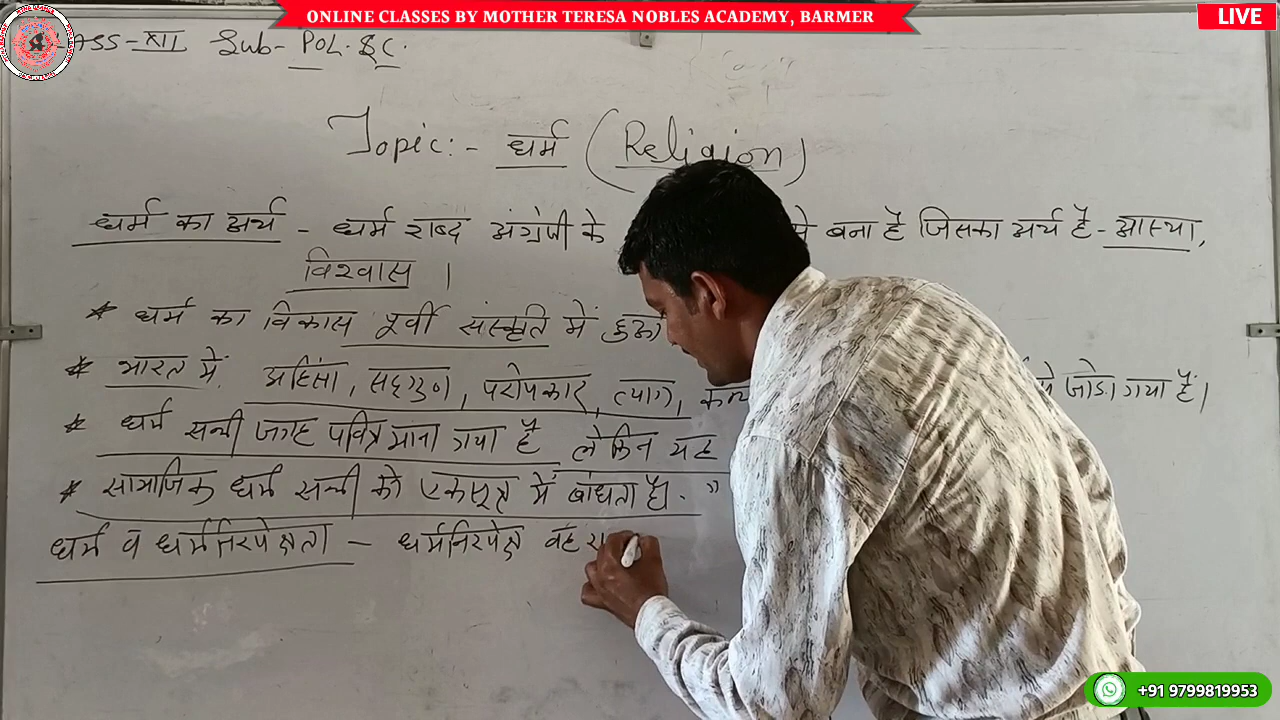 ONLINE CLASSES BY MOTHER TERESA NOBLES ACADEMY, BARMER
LIVE
ASS-XII Sub- POL. SC.
Topic:- धर्म (Religion)
धर्म का अर्थ - धर्म शब्द अंग्रेजी के से बना है जिसका अर्थ है - आस्था,
विश्वास ।
* धर्म का विकास पूर्वी संस्कृति में हुआ
* भारत में अहिंसा, सद्गुण, परोपकार, त्याग, से जोडा गया है।
* धर्म सभी जगह पवित्र माना गया है लेकिन यह
* सामाजिक धर्म सभी को एकसूत्र में बांधता है। "
धर्म व धर्मनिरपेक्षता - धर्मनिरपेक्ष वह
+91 9799819953